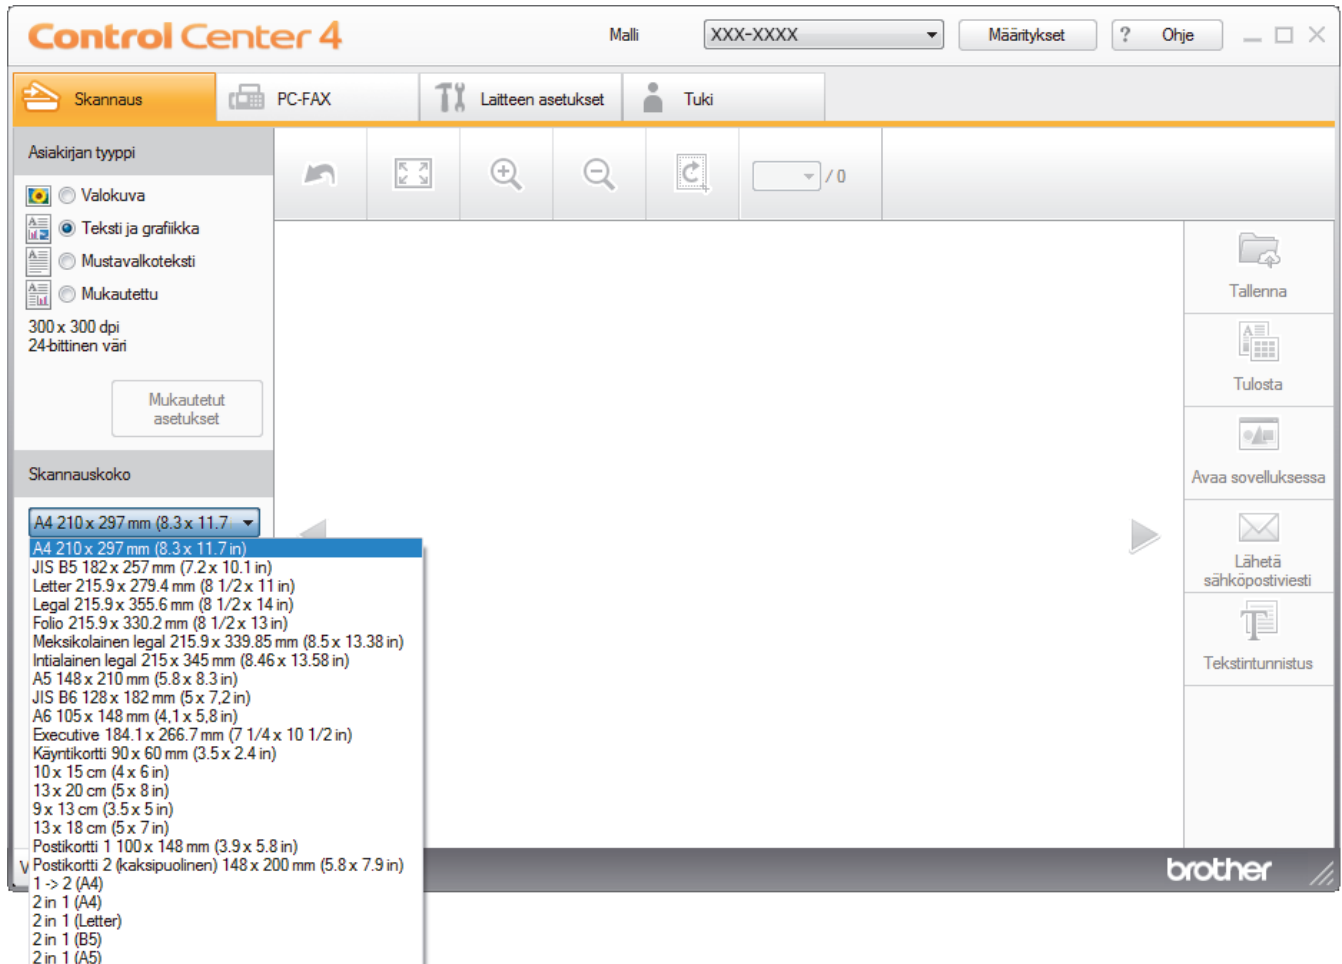 Control Center 4
Malli
XXX-XXXX
Määritykset
? Ohje
Skannaus
PC-FAX
Laitteen asetukset
Tuki
Asiakirjan tyyppi
/ 0
Valokuva
Teksti ja grafiikka
Mustavalkoteksti
Mukautettu
300 x 300 dpi
24-bittinen väri
Mukautetut
asetukset
Skannauskoko
A4 210 x 297 mm (8.3 x 11.7
A4 210 x 297 mm (8.3 x 11.7 in)
JIS B5 182 x 257 mm (7.2 x 10.1 in)
Letter 215.9 x 279.4 mm (8 1/2 x 11 in)
Legal 215.9 x 355.6 mm (8 1/2 x 14 in)
Folio 215.9 x 330.2 mm (8 1/2 x 13 in)
Meksikolainen legal 215.9 x 339.85 mm (8.5 x 13.38 in)
Intialainen legal 215 x 345 mm (8.46 x 13.58 in)
A5 148 x 210 mm (5.8 x 8.3 in)
JIS B6 128 x 182 mm (5 x 7,2 in)
A6 105 x 148 mm (4,1 x 5,8 in)
Executive 184.1 x 266.7 mm (7 1/4 x 10 1/2 in)
Käyntikortti 90 x 60 mm (3.5 x 2.4 in)
10 x 15 cm (4 x 6 in)
13 x 20 cm (5 x 8 in)
9 x 13 cm (3.5 x 5 in)
13 x 18 cm (5 x 7 in)
Postikortti 1 100 x 148 mm (3.9 x 5.8 in)
Postikortti 2 (kaksipuolinen) 148 x 200 mm (5.8 x 7.9 in)
1 -> 2 (A4)
2 in 1 (A4)
2 in 1 (Letter)
2 in 1 (B5)
2 in 1 (A5)
Tallenna
Tulosta
Avaa sovelluksessa
Lähetä
sähköpostiviesti
Tekstintunnistus
brother